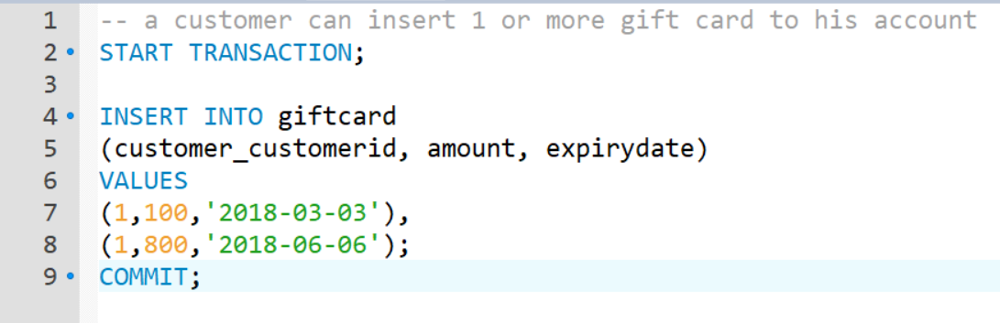 1 -- a customer can insert 1 or more gift card to his account
2 START TRANSACTION;
3
4 INSERT INTO giftcard
5 (customer_customerid, amount, expirydate)
6 VALUES
7 (1,100,'2018-03-03'),
8 (1,800,'2018-06-06');
9 COMMIT;